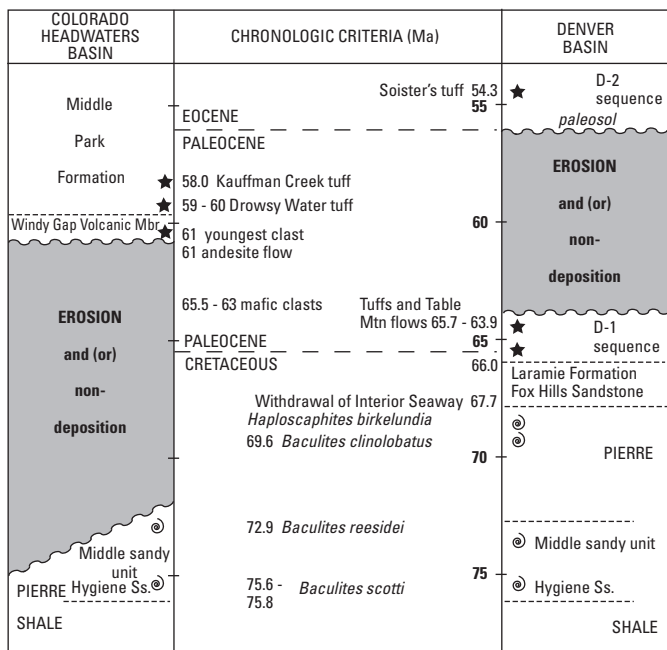 COLORADO
HEADWATERS
BASIN
CHRONOLOGIC CRITERIA (Ma)
DENVER
BASIN
Middle
Park
Formation
Windy Gap Volcanic Mbr
EROSION
and (or)
non-
deposition
Middle sandy
unit
PIERRE Hygiene Ss.
SHALE
Soister's tuff 54.3
55
EOCENE
PALEOCENE
58.0 Kauffman Creek tuff
59 - 60 Drowsy Water tuff
60
61 youngest clast
61 andesite flow
65.5 - 63 mafic clasts
Tuffs and Table
Mtn flows 65.7 - 63.9
65
PALEOCENE
CRETACEOUS
66.0
Withdrawal of Interior Seaway 67.7
Haploscaphites birkelundia
69.6 Baculites clinolobatus
70
72.9 Baculites reesidei
75
75.6 - Baculites scotti
75.8
D-2
sequence
paleosol
EROSION
and (or)
non-
deposition
D-1
sequence
Laramie Formation
Fox Hills Sandstone
PIERRE
Middle sandy unit
Hygiene Ss.
SHALE